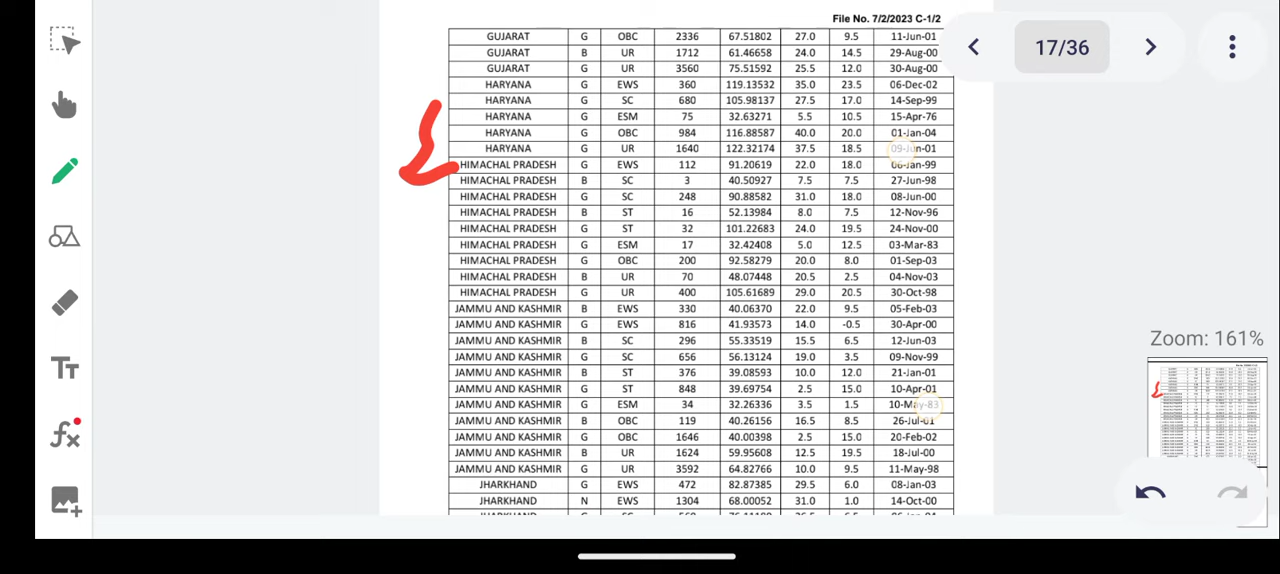 File No. 7/2/2023 C-1/2
17/36
GUJARAT G OBC 2336 67.51802 27.0 9.5 11-Jun-01
GUJARAT B UR 1712 61.46658 24.0 14.5 29-Aug-00
GUJARAT G UR 3560 75.51592 25.5 12.0 30-Aug-00
HARYANA G EWS 360 119.13532 35.0 23.5 06-Dec-02
HARYANA G SC 680 105.98137 27.5 17.0 14-Sep-99
HARYANA G ESM 75 32.63271 5.5 10.5 15-Apr-76
HARYANA G OBC 984 116.88587 40.0 20.0 01-Jan-04
HARYANA G UR 1640 122.32174 37.5 18.5 09-Jun-01
HIMACHAL PRADESH G EWS 112 91.20619 22.0 18.0 06-Jan-99
HIMACHAL PRADESH B SC 3 40.50927 7.5 7.5 27-Jun-98
HIMACHAL PRADESH G SC 248 90.88582 31.0 18.0 08-Jun-00
HIMACHAL PRADESH B ST 16 52.13984 8.0 7.5 12-Nov-96
HIMACHAL PRADESH G ST 32 101.22683 24.0 19.5 24-Nov-00
HIMACHAL PRADESH G ESM 17 32.42408 5.0 12.5 03-Mar-83
HIMACHAL PRADESH G OBC 200 92.58279 20.0 8.0 01-Sep-03
HIMACHAL PRADESH B UR 70 48.07448 20.5 2.5 04-Nov-03
HIMACHAL PRADESH G UR 400 105.61689 29.0 20.5 30-Oct-98
JAMMU AND KASHMIR B EWS 330 40.06370 22.0 9.5 05-Feb-03
JAMMU AND KASHMIR G EWS 816 41.93573 14.0 -0.5 30-Apr-00
JAMMU AND KASHMIR B SC 296 55.33519 15.5 6.5 12-Jun-03
JAMMU AND KASHMIR G SC 656 56.13124 19.0 3.5 09-Nov-99
JAMMU AND KASHMIR B ST 376 39.08593 10.0 12.0 21-Jan-01
JAMMU AND KASHMIR G ST 848 39.69754 2.5 15.0 10-Apr-01
JAMMU AND KASHMIR G ESM 34 32.26336 3.5 1.5 10-May-83
JAMMU AND KASHMIR B OBC 119 40.26156 16.5 8.5 26-Jul-01
JAMMU AND KASHMIR G OBC 1646 40.00398 2.5 15.0 20-Feb-02
JAMMU AND KASHMIR B UR 1624 59.95608 12.5 19.5 18-Jul-00
JAMMU AND KASHMIR G UR 3592 64.82766 10.0 9.5 11-May-98
JHARKHAND G EWS 472 82.87385 29.5 6.0 08-Jan-03
JHARKHAND N EWS 1304 68.00052 31.0 1.0 14-Oct-00
Zoom: 161%
Tт
fx